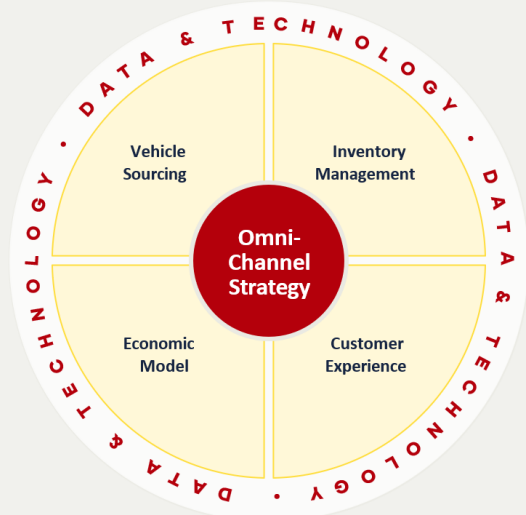 DATA & TECHNOLOGY · DATA & TECHNOLOGY · DATA & TECHNOLOGY ·
Vehicle
Sourcing
Inventory
Management
Omni-
Channel
Strategy
Economic
Model
Customer
Experience